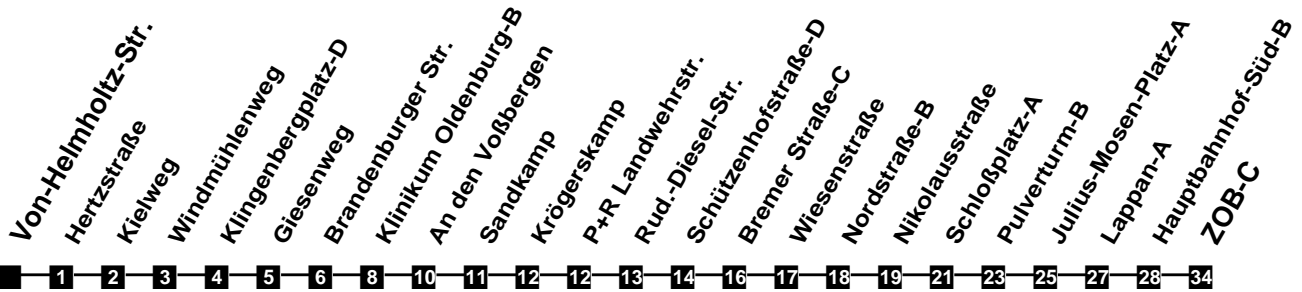 Von-Helmholtz-Str.
Hertzstraße
Kielweg
Windmühlenweg
Klingenbergplatz-D
Giesenweg
Brandenburger Str.
Klinikum Oldenburg-B
An den Voßbergen
Sandkamp
Krögerskamp
P+R Landwehrstr.
Rud.-Diesel-Str.
Schützenhofstraße-D
Bremer Straße-C
Wiesenstraße
Nordstraße-B
Nikolausstraße
Schloßplatz-A
Pulverturm-B
Julius-Mosen-Platz-A
Lappan-A
Hauptbahnhof-Süd-B
ZOB-C
1 2 3 4 5 6 8 10 11 12 12 13 14 16 17 18 19 21 23 25 27 28 34